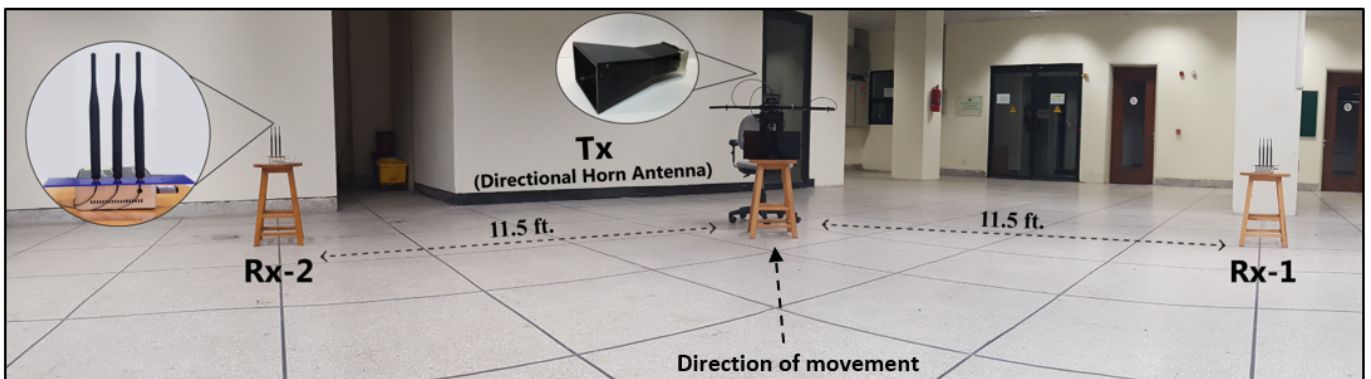 Tx
(Directional Horn Antenna)
11.5 ft.
11.5 ft.
Rx-2
Rx-1
Direction of movement